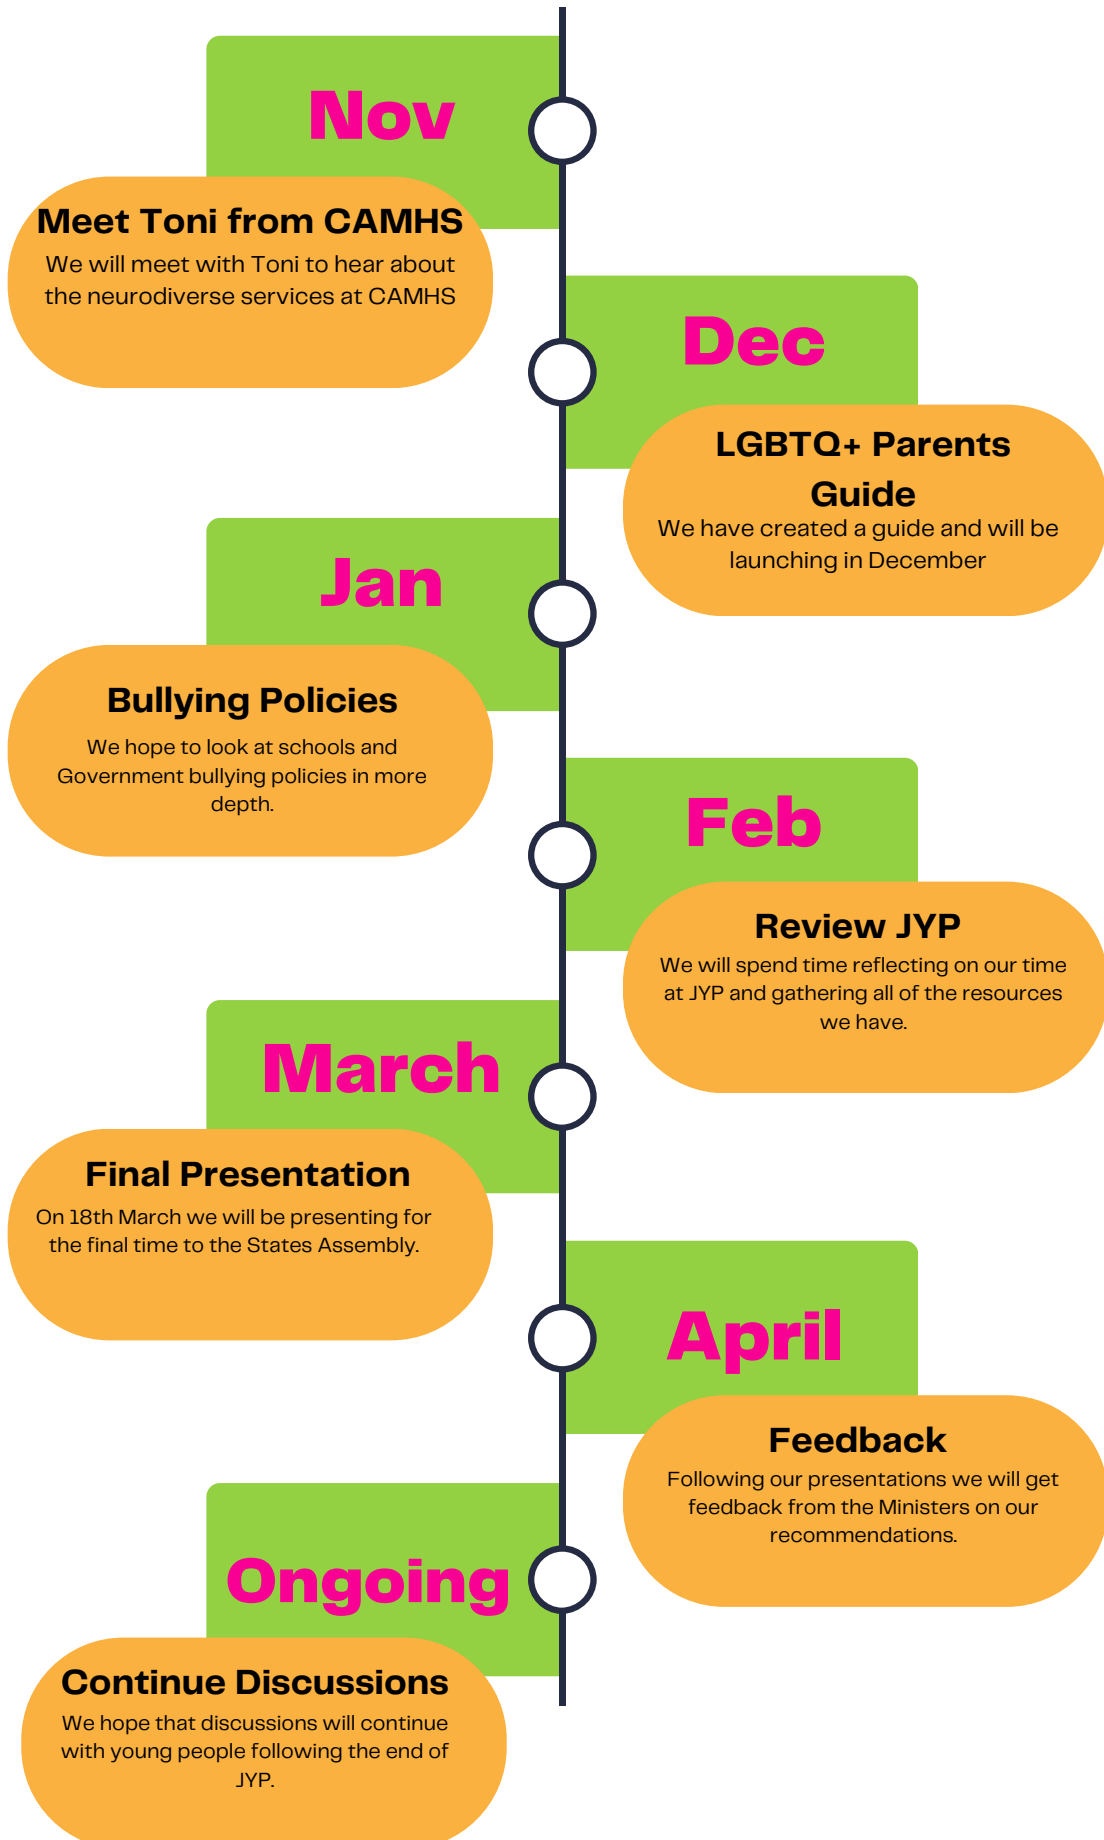 Nov
Meet Toni from CAMHS
We will meet with Toni to hear about
the neurodiverse services at CAMHS
Dec
LGBTQ+ Parents
Guide
We have created a guide and will be
launching in December
Jan
Bullying Policies
We hope to look at schools and
Government bullying policies in more
depth.
Feb
Review JYP
We will spend time reflecting on our time
at JYP and gathering all of the resources
we have.
March
Final Presentation
On 18th March we will be presenting for
the final time to the States Assembly.
April
Feedback
Following our presentations we will get
feedback from the Ministers on our
recommendations.
Ongoing
Continue Discussions
We hope that discussions will continue
with young people following the end of
JYP.